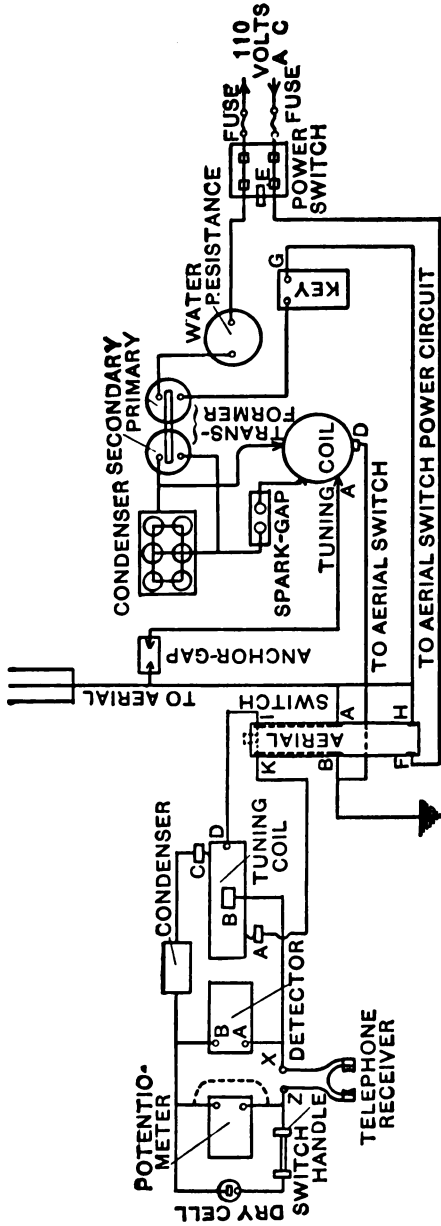 DRY CELL
POTENTIO-
METER
SWITCH
HANDLE
Z
X
TELEPHONE
RECEIVER
B
A
DETECTOR
CONDENSER
C
D
B
A
TUNING
COIL
TO AERIAL
ANCHOR-GAP
AERIAL
SWITCH
K
I
B
A
F
H
CONDENSER
SECONDARY
PRIMARY
TRANS-
FORMER
SPARK-GAP
TUNING
COIL
A
D
TO AERIAL SWITCH
TO AERIAL SWITCH POWER CIRCUIT
WATER
RESISTANCE
KEY
G
FUSE
FUSE
E
POWER
SWITCH
110
VOLTS
A C